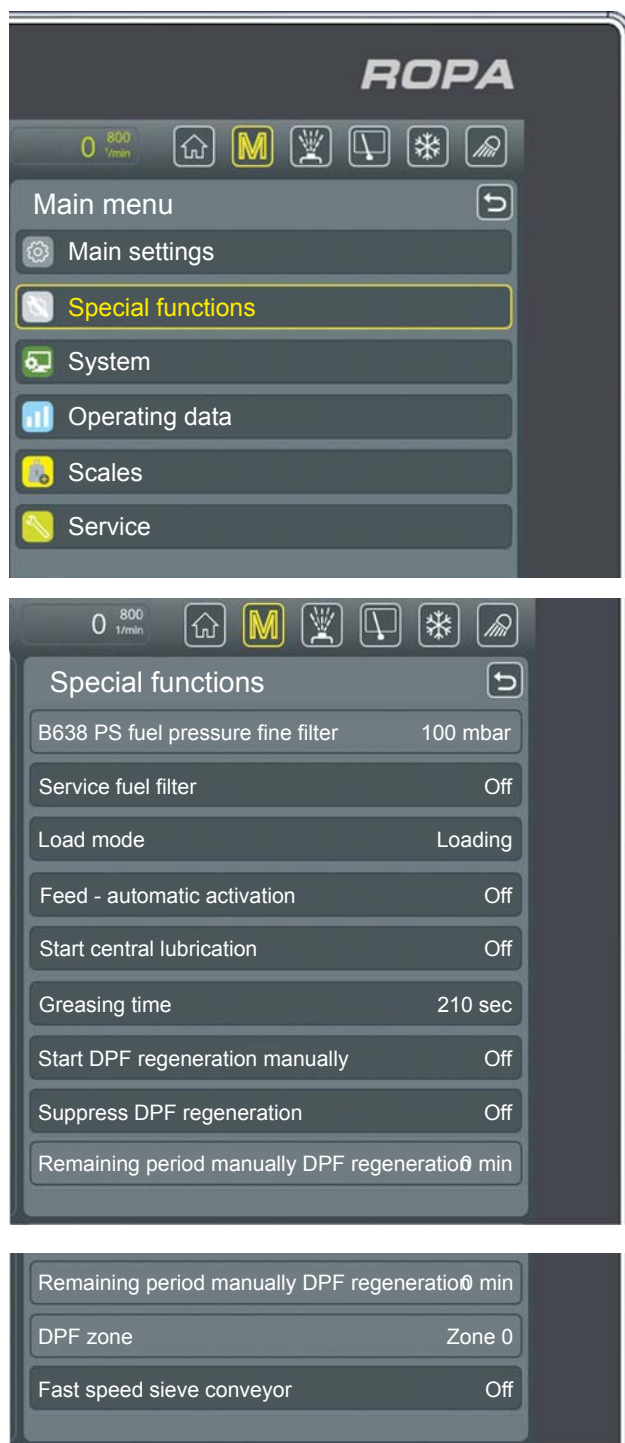 ROPA
0 800 1/min
M
Main menu
Main settings
Special functions
System
Operating data
Scales
Service
0 800 1/min
M
Special functions
B638 PS fuel pressure fine filter 100 mbar
Service fuel filter Off
Load mode Loading
Feed - automatic activation Off
Start central lubrication Off
Greasing time 210 sec
Start DPF regeneration manually Off
Suppress DPF regeneration Off
Remaining period manually DPF regeneration 0 min
Remaining period manually DPF regeneration 0 min
DPF zone Zone 0
Fast speed sieve conveyor Off